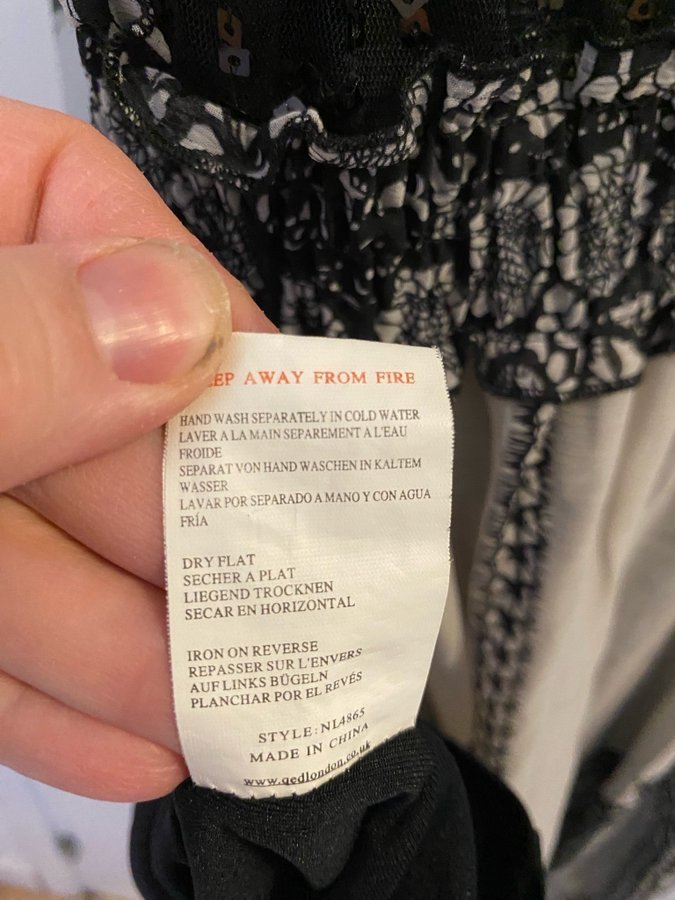 EP AWAY FROM FIRE
HAND WASH SEPARATELY IN COLD WATER
LAVER A LA MAIN SEPAREMENT A L'EAU
FROIDE
SEPARAT VON HAND WASCHEN IN KALTEM
WASSER
LAVAR POR SEPARADO A MANO Y CON AGUA
FRÍA
DRY FLAT
SECHER A PLAT
LIEGEND TROCKNEN
SECAR EN HORIZONTAL
IRON ON REVERSE
REPASSER SUR L'ENVERS
AUF LINKS BÜGELN
PLANCHAR POR EL REVÉS
STYLE:NL4865
MADE IN CHINA
www.qedlondon.co.uk